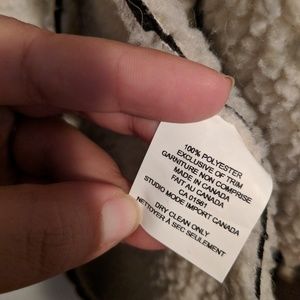 100% POLYESTER
EXCLUSIVE OF TRIM
GARNITURE NON COMPRISE
MADE IN CANADA
FAIT AU CANADA
CA 01561
STUDIO MODE IMPORT CANADA
DRY CLEAN ONLY
NETTOYER À SEC SEULEMENT